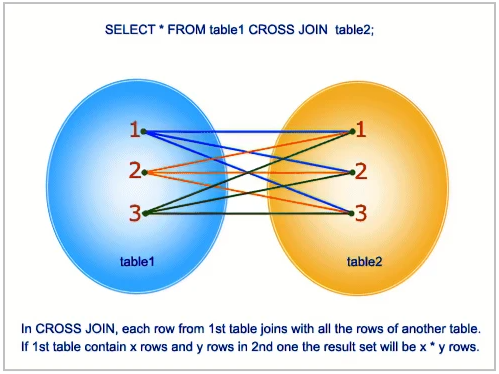 SELECT * FROM table1 CROSS JOIN table2;
1 1
2 2
3 3
table1 table2
In CROSS JOIN, each row from 1st table joins with all the rows of another table.
If 1st table contain x rows and y rows in 2nd one the result set will be x * y rows.